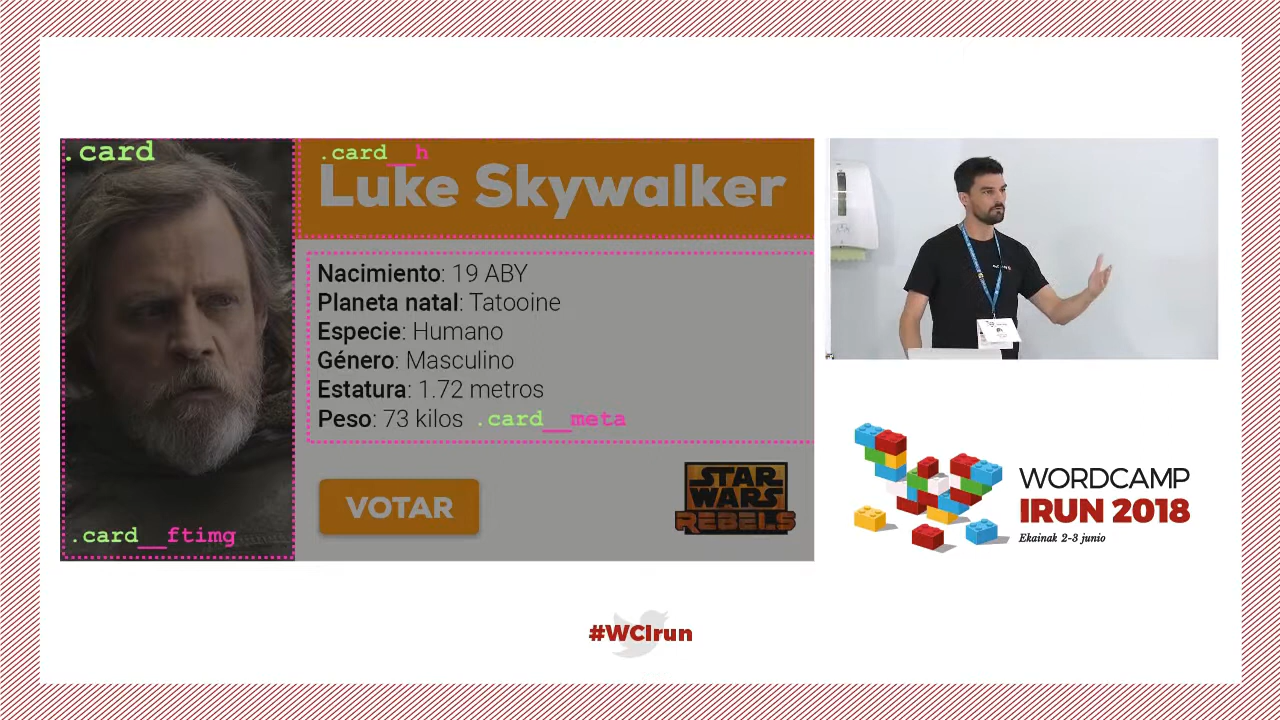 .card
.card__h
Luke Skywalker
Nacimiento: 19 ABY
Planeta natal: Tatooine
Especie: Humano
Género: Masculino
Estatura: 1.72 metros
Peso: 73 kilos .card__meta
.card__ftimg
VOTAR
STAR
WARS
REBELS
WORDCAMP
IRUN 2018
Ekainak 2-3 junio
#WCIrun